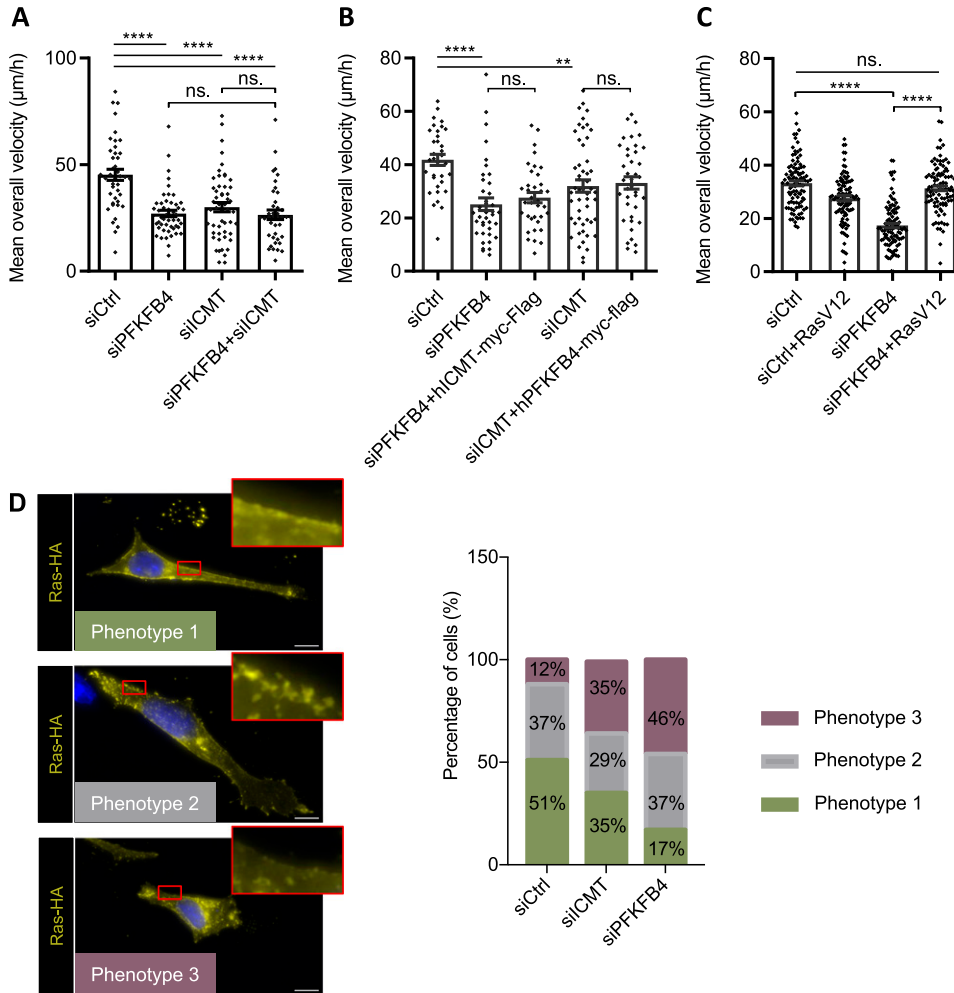 A
Mean overall velocity (µm/h)
100
50
0
****
****
****
ns.
ns.
siCtrl
siPFKFB4
siICMT
siPFKFB4+siICMT
B
Mean overall velocity (µm/h)
80
60
40
20
0
****
**
ns.
ns.
siCtrl
siPFKFB4
siPFKFB4+hICMT-myc-Flag
siICMT
siICMT+hPFKFB4-myc-flag
C
Mean overall velocity (µm/h)
80
60
40
20
0
ns.
****
****
siCtrl
siCtrl+RasV12
siPFKFB4
siPFKFB4+RasV12
D
Ras-HA
Phenotype 1
Ras-HA
Phenotype 2
Ras-HA
Phenotype 3
Percentage of cells (%)
150
100
50
0
12%
37%
51%
35%
29%
35%
46%
37%
17%
siCtrl
siICMT
siPFKFB4
Phenotype 3
Phenotype 2
Phenotype 1